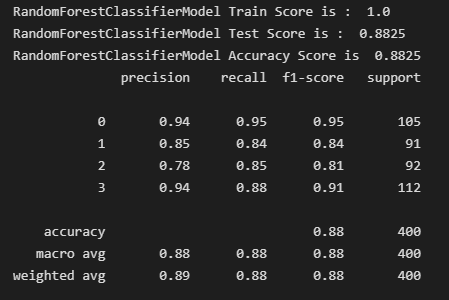 RandomForestClassifierModel Train Score is :  1.0
RandomForestClassifierModel Test Score is :  0.8825
RandomForestClassifierModel Accuracy Score is  0.8825
              precision    recall  f1-score   support

           0       0.94      0.95      0.95       105
           1       0.85      0.84      0.84        91
           2       0.78      0.85      0.81        92
           3       0.94      0.88      0.91       112

    accuracy                           0.88       400
   macro avg       0.88      0.88      0.88       400
weighted avg       0.89      0.88      0.88       400